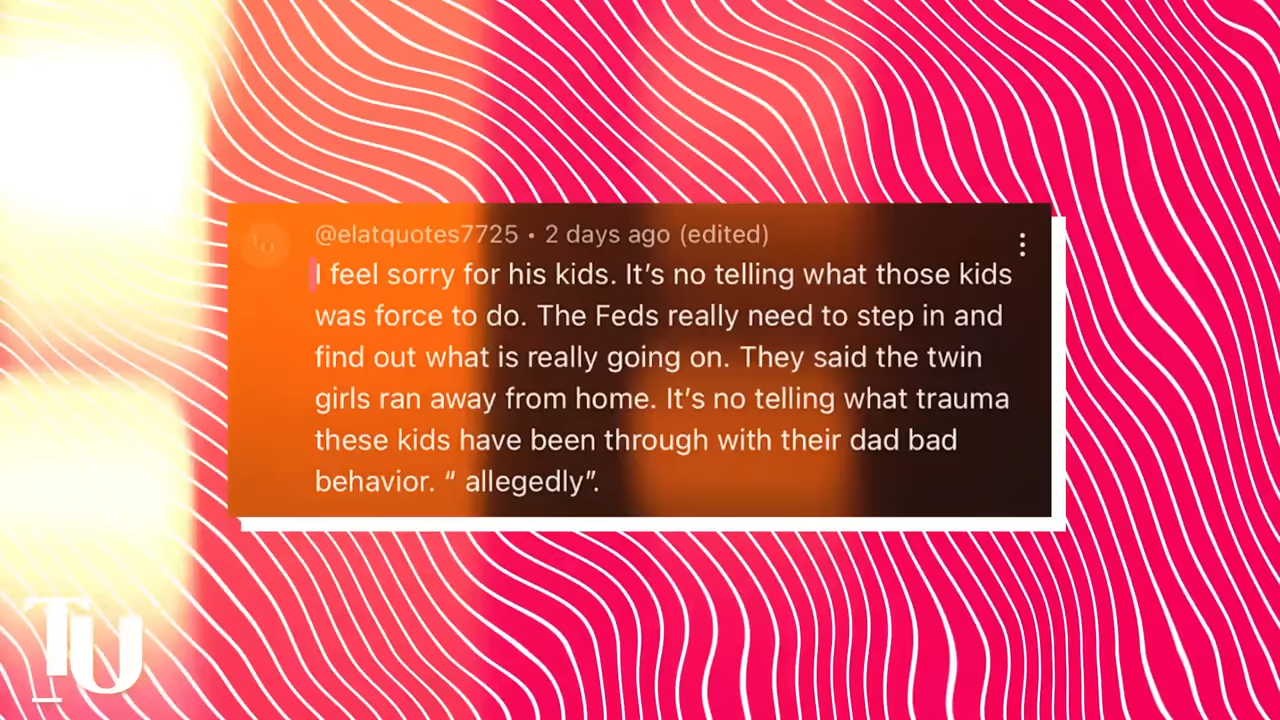 @elatquotes7725 • 2 days ago (edited)
I feel sorry for his kids. It’s no telling what those kids
was force to do. The Feds really need to step in and
find out what is really going on. They said the twin
girls ran away from home. It’s no telling what trauma
these kids have been through with their dad bad
behavior. “ allegedly”.
TU